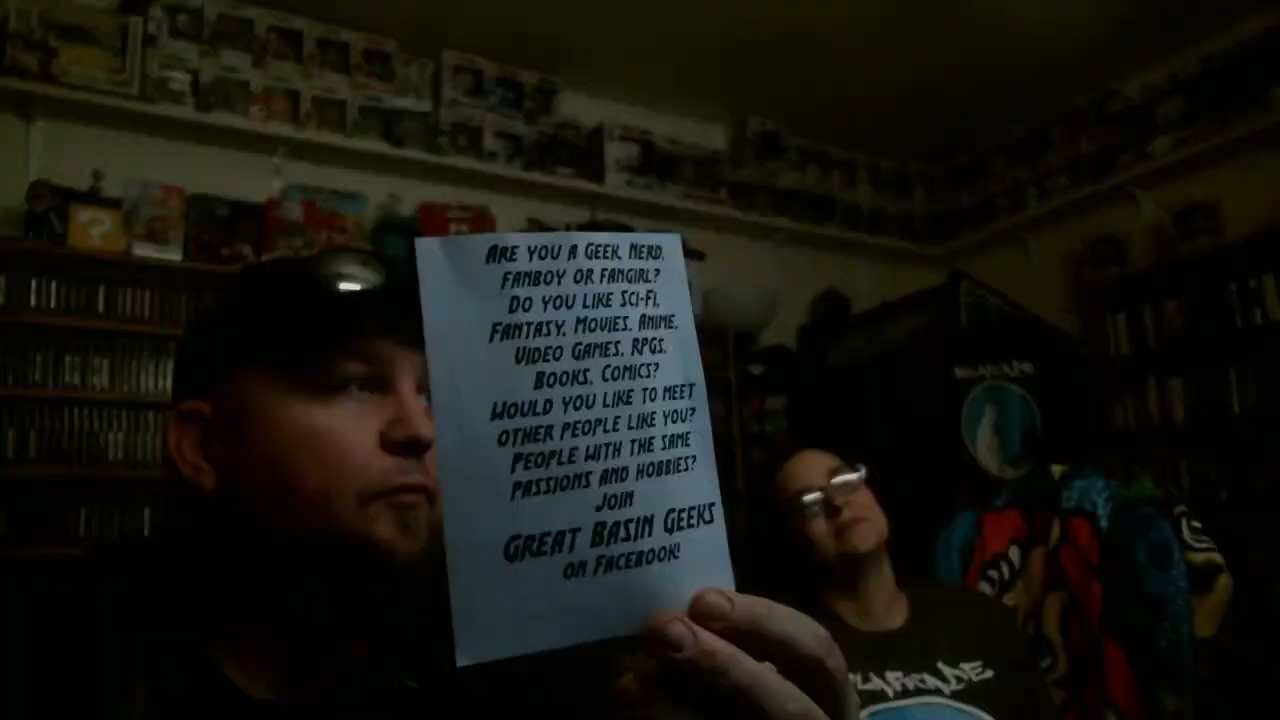 ARE YOU A GEEK, NERD,
FANBOY OR FANGIRL?
DO YOU LIKE SCI-FI,
FANTASY, MOVIES, ANIME,
VIDEO GAMES, RPGS,
BOOKS, COMICS?
WOULD YOU LIKE TO MEET
OTHER PEOPLE LIKE YOU?
PEOPLE WITH THE SAME
PASSIONS AND HOBBIES?
JOIN
GREAT BASIN GEEKS
ON FACEBOOK!
?